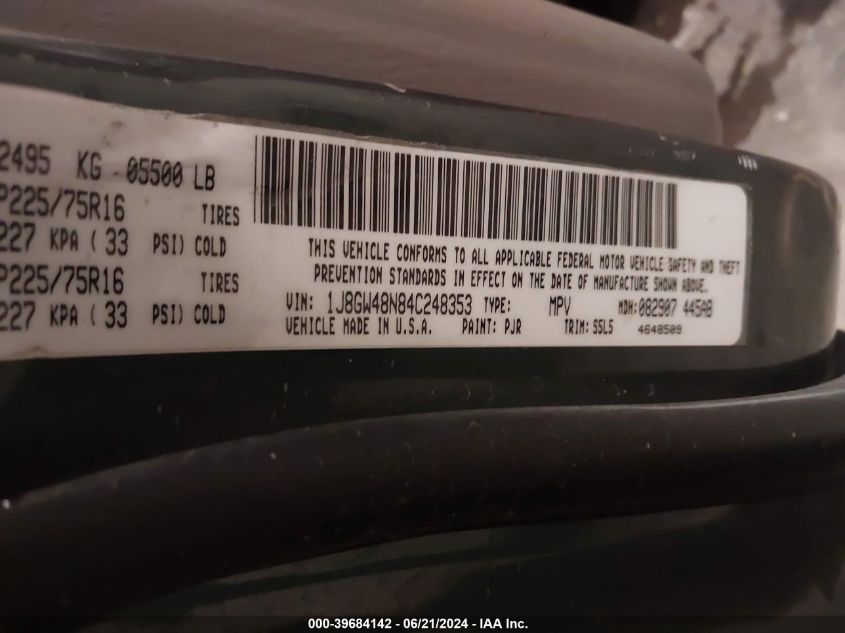 2495 KG 05500 LB
P225/75R16 TIRES
227 KPA ( 33 PSI) COLD
P225/75R16 TIRES
227 KPA ( 33 PSI) COLD
THIS VEHICLE CONFORMS TO ALL APPLICABLE FEDERAL MOTOR VEHICLE SAFETY AND THEFT
PREVENTION STANDARDS IN EFFECT ON THE DATE OF MANUFACTURE SHOWN ABOVE.
VIN: 1J8GW48N84C248353 TYPE: MPV MDH:082907 445AB
VEHICLE MADE IN U.S.A. PAINT: PJR TRIM: S5L5 4648509
000-39684142 - 06/21/2024 - IAA Inc.